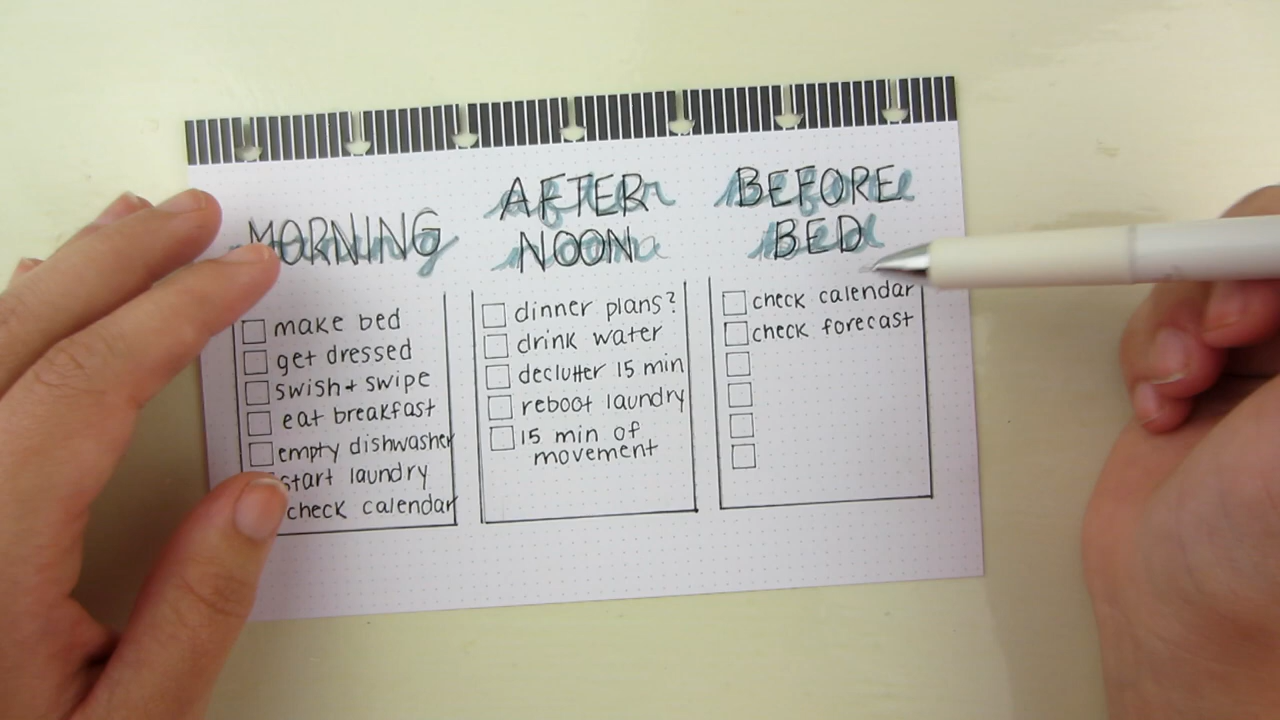 MORNING
make bed
get dressed
swish + swipe
eat breakfast
empty dishwasher
start laundry
check calendar
AFTER
NOON
dinner plans?
drink water
declutter 15 min
reboot laundry
15 min of
movement
BEFORE
BED
check calendar
check forecast